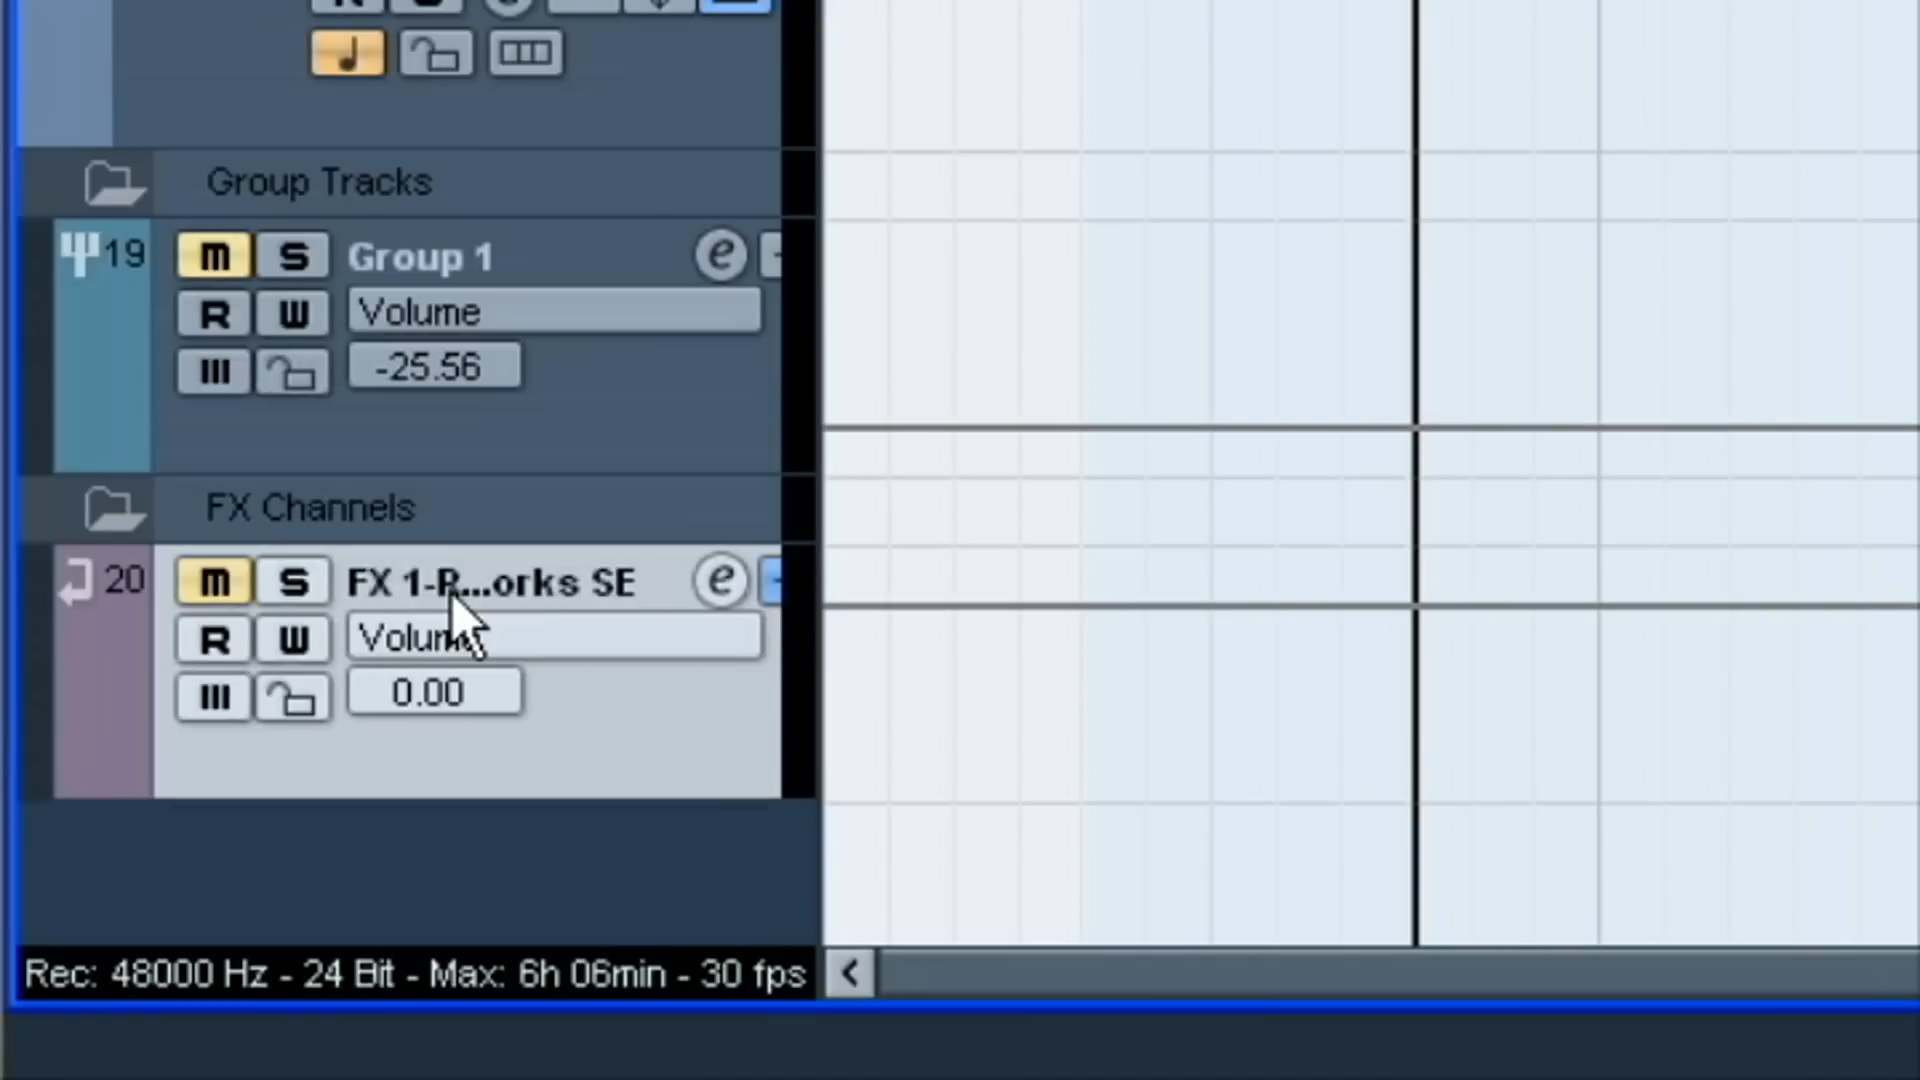 Group Tracks
19
m S Group 1 e
R W Volume
-25.56
FX Channels
20
m S FX 1-R...orks SE e
R W Volume
0.00
Rec: 48000 Hz - 24 Bit - Max: 6h 06min - 30 fps